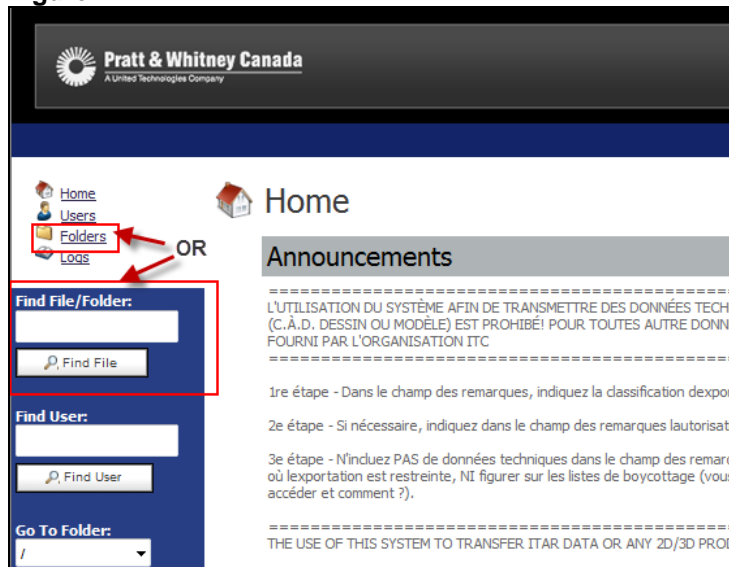 Pratt & Whitney Canada
A United Technologies Company
Home
Users
Folders
Logs
OR
Find File/Folder:
Find File
Find User:
Find User
Go To Folder:
/
Home
Announcements
================================================
L'UTILISATION DU SYSTÈME AFIN DE TRANSMETTRE DES DONNÉES TECH
(C.À.D. DESSIN OU MODÈLE) EST PROHIBÉ! POUR TOUTES AUTRE DONN
FOURNI PAR L'ORGANISATION ITC
================================================
1re étape - Dans le champ des remarques, indiquez la classification dexpor
2e étape - Si nécessaire, indiquez dans le champ des remarques lautorisat
3e étape - N'incluez PAS de données techniques dans le champ des remarq
où lexportation est restreinte, NI figurer sur les listes de boycottage (vous
accéder et comment ?).
================================================
THE USE OF THIS SYSTEM TO TRANSFER ITAR DATA OR ANY 2D/3D PROD